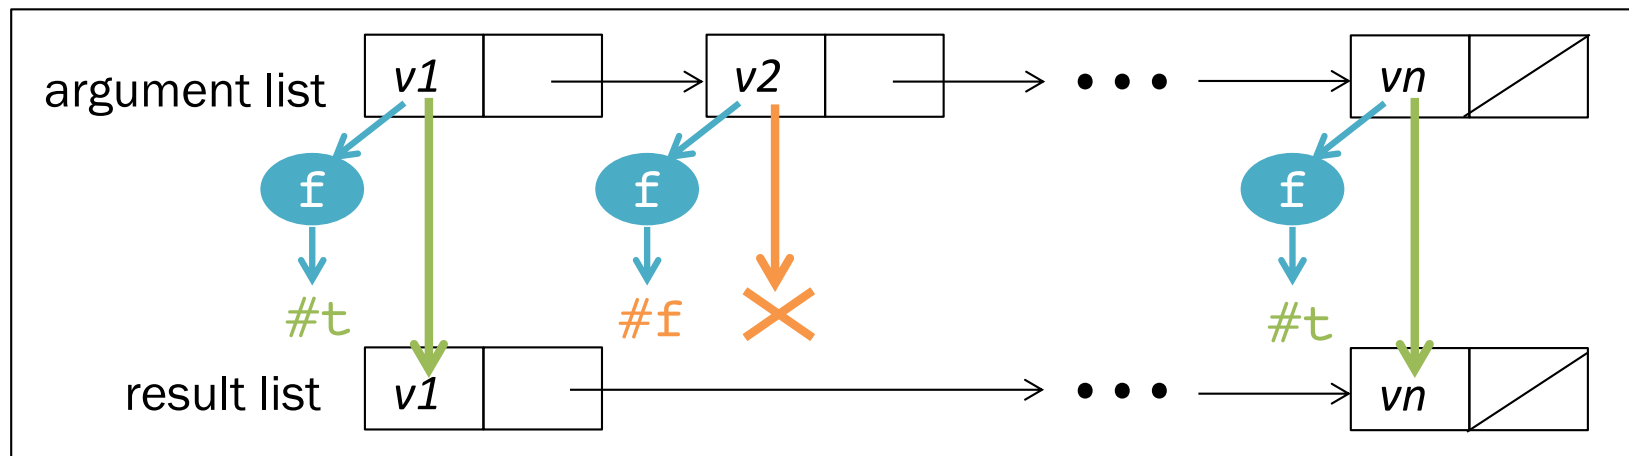 argument list v1 v2 • • • vn
f f f
#t #f #t
result list v1 • • • vn